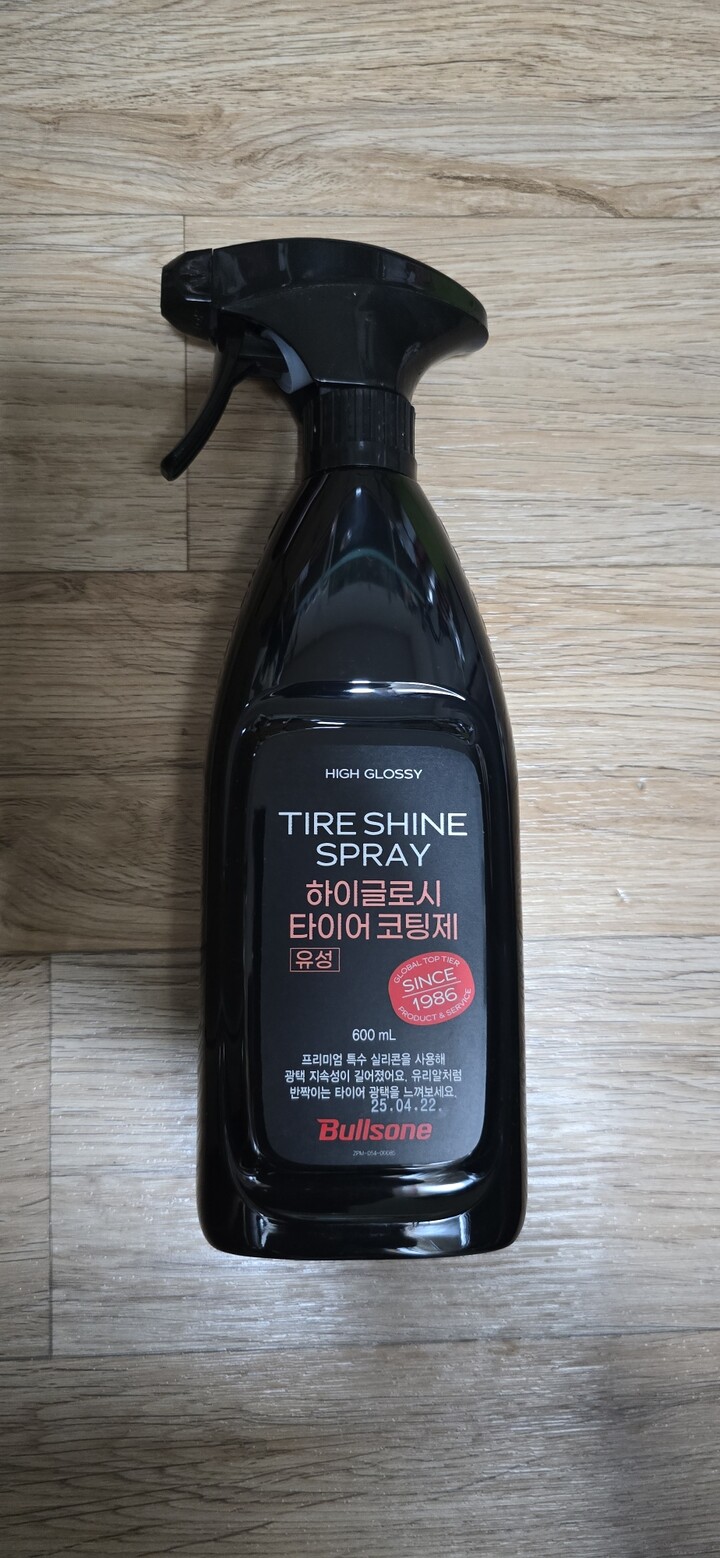 HIGH GLOSSY
TIRE SHINE
SPRAY
하이글로시
타이어 코팅제
유성
GLOBAL TOP TIER
SINCE
1986
PRODUCT & SERVICE
600 mL
프리미엄 특수 실리콘을 사용해
광택 지속성이 길어졌어요. 유리알처럼
반짝이는 타이어 광택을 느껴보세요.
25.04.22.
Bullsone